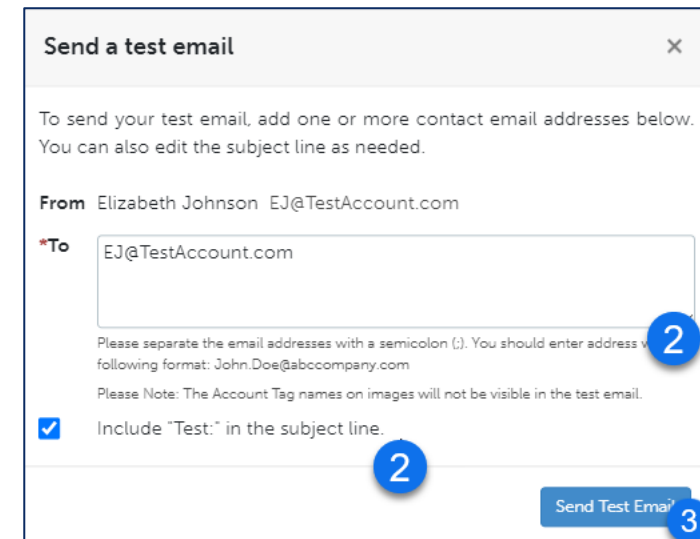 Send a test email ×
To send your test email, add one or more contact email addresses below.
You can also edit the subject line as needed.
From Elizabeth Johnson EJ@TestAccount.com
*To EJ@TestAccount.com
Please separate the email addresses with a semicolon (;). You should enter address
2
following format: John.Doe@abccompany.com
Please Note: The Account Tag names on images will not be visible in the test email.
Include "Test:" in the subject line.
2
Send Test Email
3